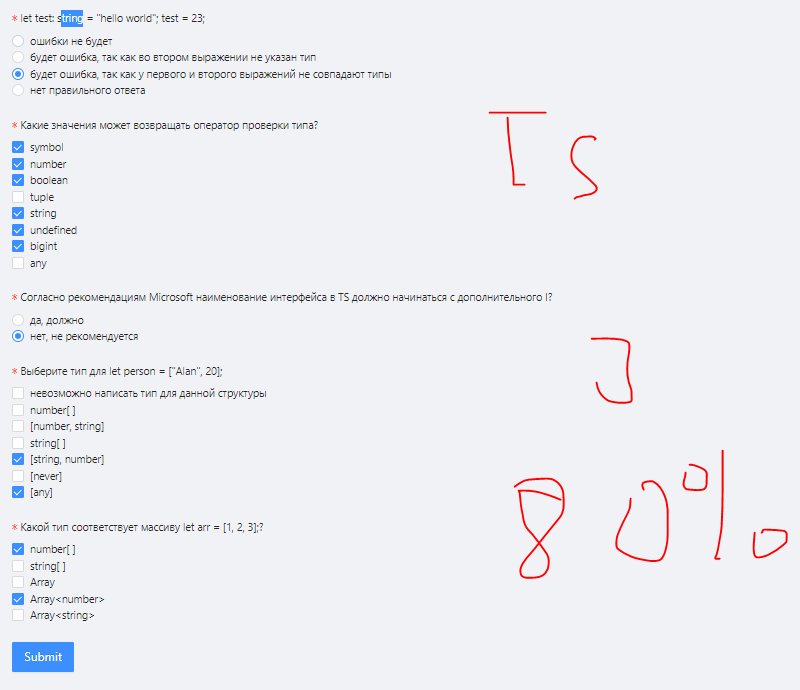 * let test: string = "hello world"; test = 23;
ошибки не будет
будет ошибка, так как во втором выражении не указан тип
будет ошибка, так как у первого и второго выражений не совпадают типы
нет правильного ответа
* Какие значения может возвращать оператор проверки типа?
symbol
number
boolean
tuple
string
undefined
bigint
any
TS
* Согласно рекомендациям Microsoft наименование интерфейса в TS должно начинаться с дополнительного I?
да, должно
нет, не рекомендуется
* Выберите тип для let person = ["Alan", 20];
невозможно написать тип для данной структуры
number[ ]
[number, string]
string[ ]
[string, number]
[never]
[any]
80%
* Какой тип соответствует массиву let arr = [1, 2, 3];?
number[ ]
string[ ]
Array
Array<number>
Array<string>
Submit